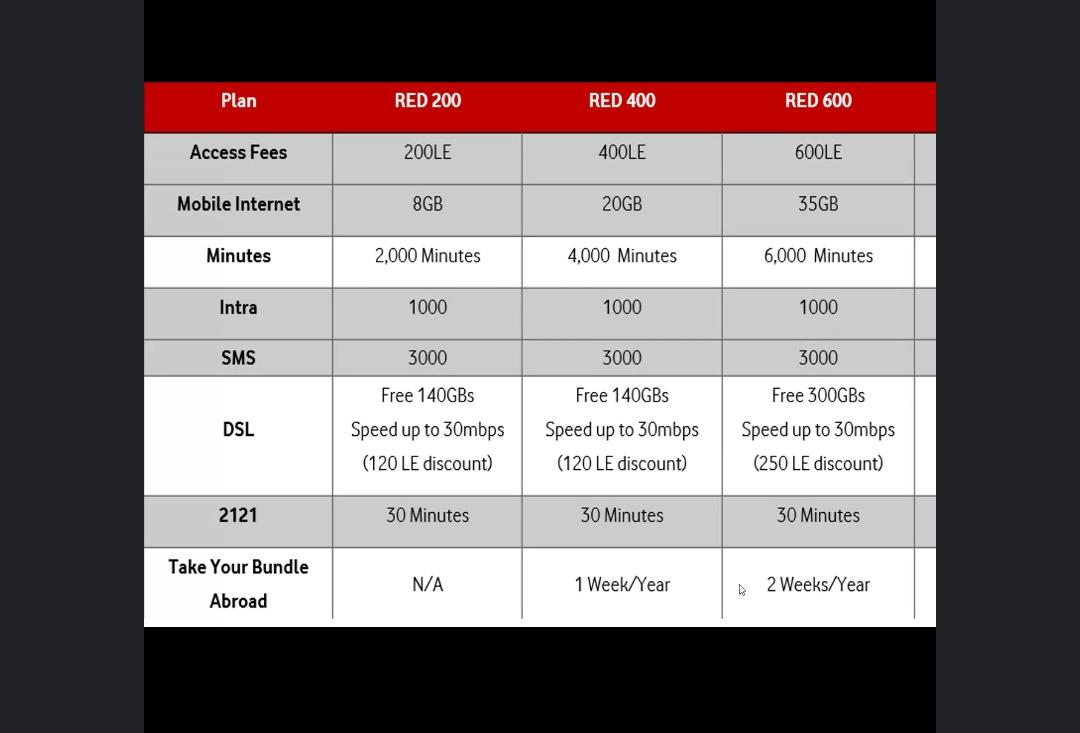 Plan RED 200 RED 400 RED 600
Access Fees 200LE 400LE 600LE
Mobile Internet 8GB 20GB 35GB
Minutes 2,000 Minutes 4,000 Minutes 6,000 Minutes
Intra 1000 1000 1000
SMS 3000 3000 3000
Free 140GBs Free 140GBs Free 300GBs
DSL Speed up to 30mbps Speed up to 30mbps Speed up to 30mbps
(120 LE discount) (120 LE discount) (250 LE discount)
2121 30 Minutes 30 Minutes 30 Minutes
Take Your Bundle
N/A 1 Week/Year 2 Weeks/Year
Abroad